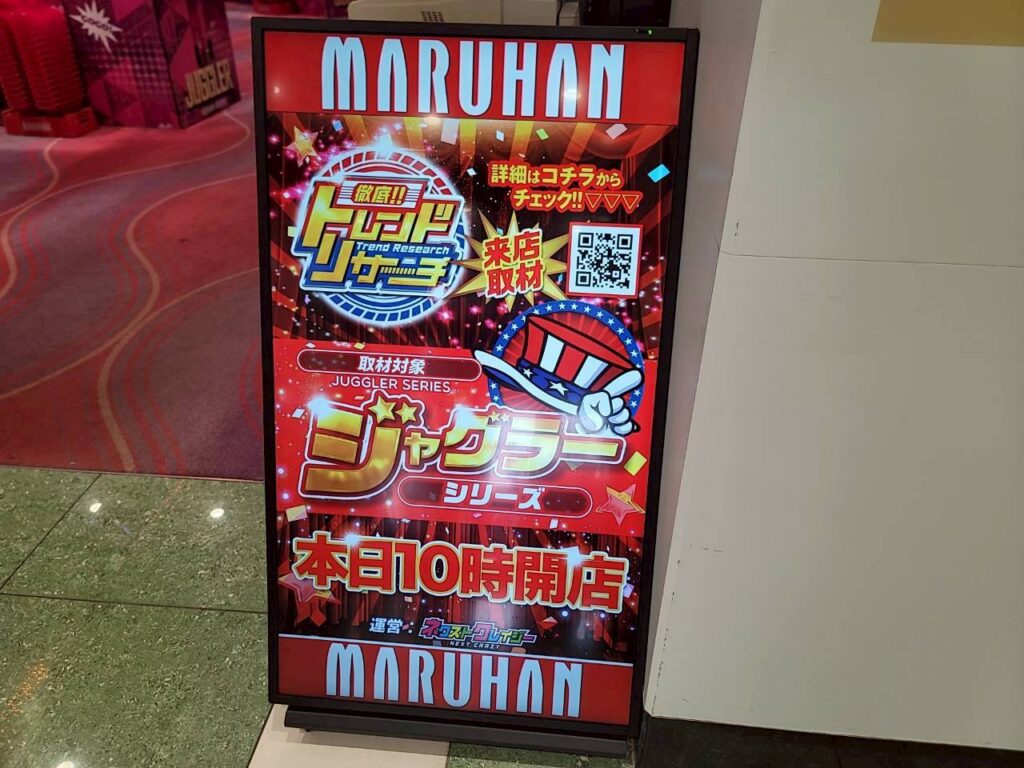 MARUHAN
徹底!!
トレンド
Trend Research
リサーチ
詳細はコチラから
チェック!!▽▽▽
来店
取材
取材対象
JUGGLER SERIES
ジャグラー
シリーズ
本日10時開店
運営:ネクストクレイジー
NEXT CRAZY
MARUHAN
JUGGLER